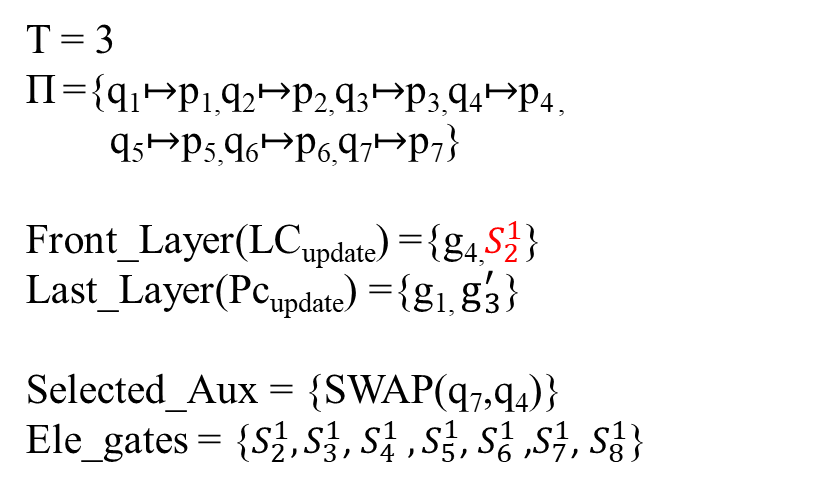 T = 3
Π={q₁↦p₁,q₂↦p₂,q₃↦p₃,q₄↦p₄,
q₅↦p₅,q₆↦p₆,q₇↦p₇}
Front_Layer(LC_update) ={g₄,S₂¹}
Last_Layer(Pc_update) ={g₁, g₃′}
Selected_Aux = {SWAP(q₇,q₄)}
Ele_gates = {S₂¹,S₃¹, S₄¹ ,S₅¹, S₆¹ ,S₇¹, S₈¹}